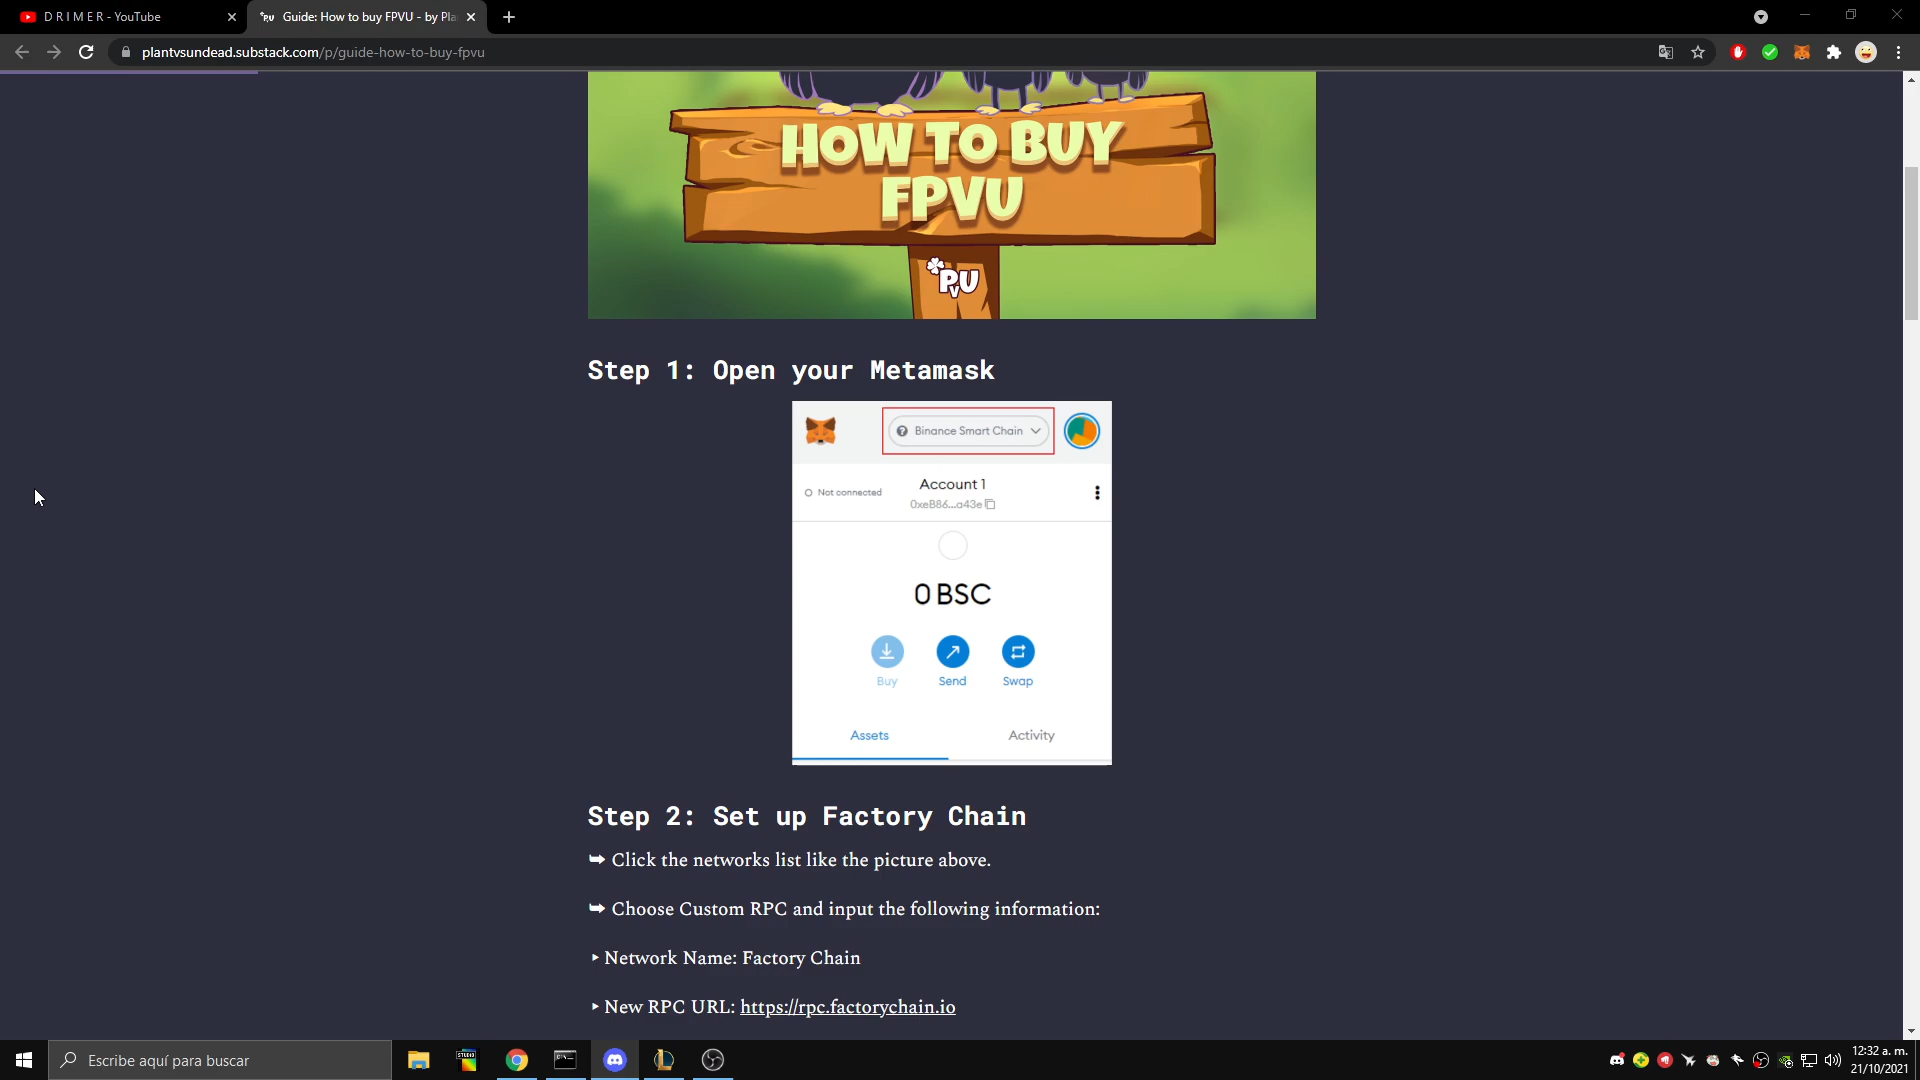 D R I M E R - YouTube
Guide: How to buy FPVU - by Pla
plantvsundead.substack.com/p/guide-how-to-buy-fpvu
HOW TO BUY
FPVU
PVU
Step 1: Open your Metamask
Binance Smart Chain
Not connected
Account 1
0xeB86...a43e
0 BSC
Buy
Send
Swap
Assets
Activity
Step 2: Set up Factory Chain
➥ Click the networks list like the picture above.
➥ Choose Custom RPC and input the following information:
‣ Network Name: Factory Chain
‣ New RPC URL: https://rpc.factorychain.io
Escribe aquí para buscar
STUDIO
12:32 a. m.
21/10/2021